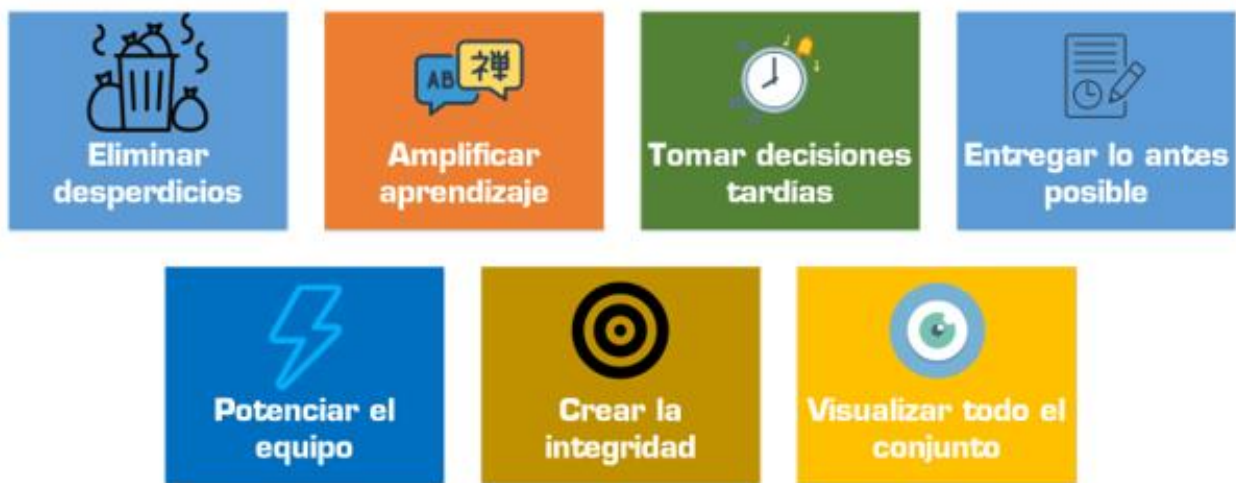 AB 禅
Eliminar
desperdicios
Amplificar
aprendizaje
Tomar decisiones
tardías
Entregar lo antes
posible
Potenciar el
equipo
Crear la
integridad
Visualizar todo el
conjunto